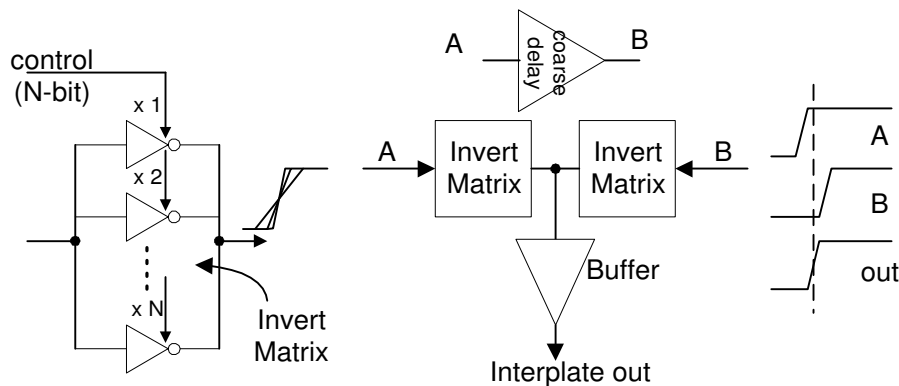 control
(N-bit)
x 1
x 2
x N
Invert
Matrix
A
coarse
delay
B
A
Invert
Matrix
Invert
Matrix
B
Buffer
Interplate out
A
B
out